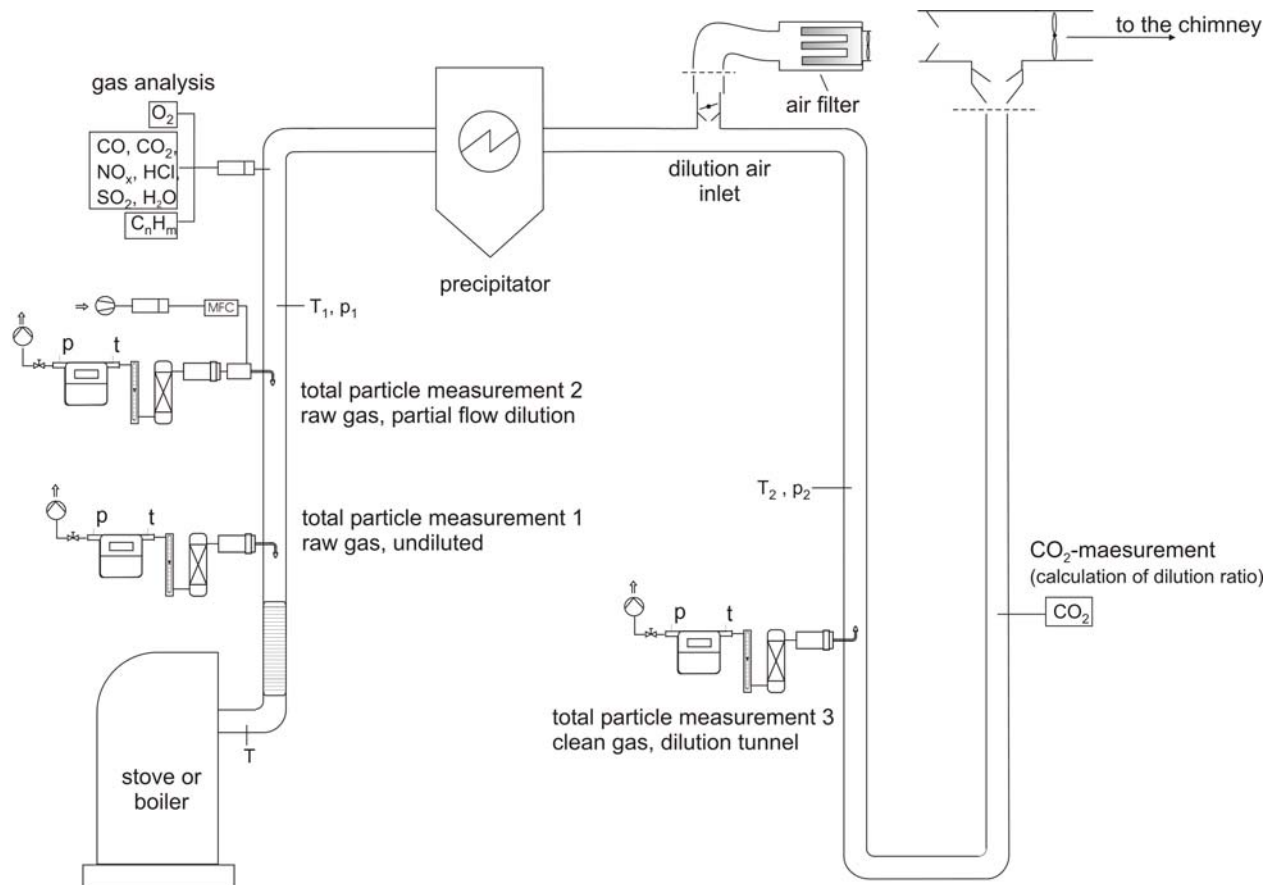 to the chimney
gas analysis
O₂
CO, CO₂,
NOₓ, HCl,
SO₂, H₂O
CₙHₘ
air filter
dilution air
inlet
precipitator
MFC
T₁, p₁
p t
total particle measurement 2
raw gas, partial flow dilution
T₂ , p₂
p t
total particle measurement 1
raw gas, undiluted
CO₂-maesurement
(calculation of dilution ratio)
CO₂
p t
total particle measurement 3
clean gas, dilution tunnel
T
stove or
boiler